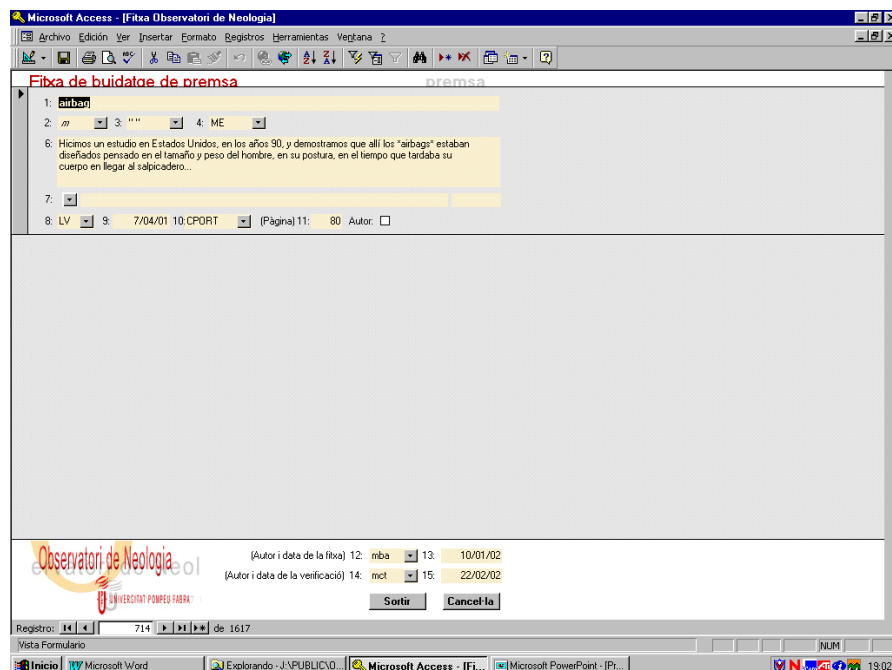 Microsoft Access - [Fitxa Observatori de Neologia]
Archivo Edición Ver Insertar Formato Registros Herramientas Ventana ?
Fitxa de buidatge de premsa premsa
1: airbag
2: m 3: "" 4: ME
6: Hicimos un estudio en Estados Unidos, en los años 90, y demostramos que allí los *airbags* estaban
diseñados pensado en el tamaño y peso del hombre, en su postura, en el tiempo que tardaba su
cuerpo en llegar al salpicadero...
7:
8: LV 9: 7/04/01 10: CPORT (Pàgina) 11: 80 Autor:
Observatori de Neologia
UNIVERSITAT POMPEU FABRA
(Autor i data de la fitxa) 12: mba 13: 10/01/02
(Autor i data de la verificació) 14: mct 15: 22/02/02
Sortir Cancel·la
Registro: 714 de 1617
Vista Formulario NUM
Inicio Microsoft Word Explorando - J:\PUBLIC\O... Microsoft Access - [Fi... Microsoft PowerPoint - [Pr... 19:02